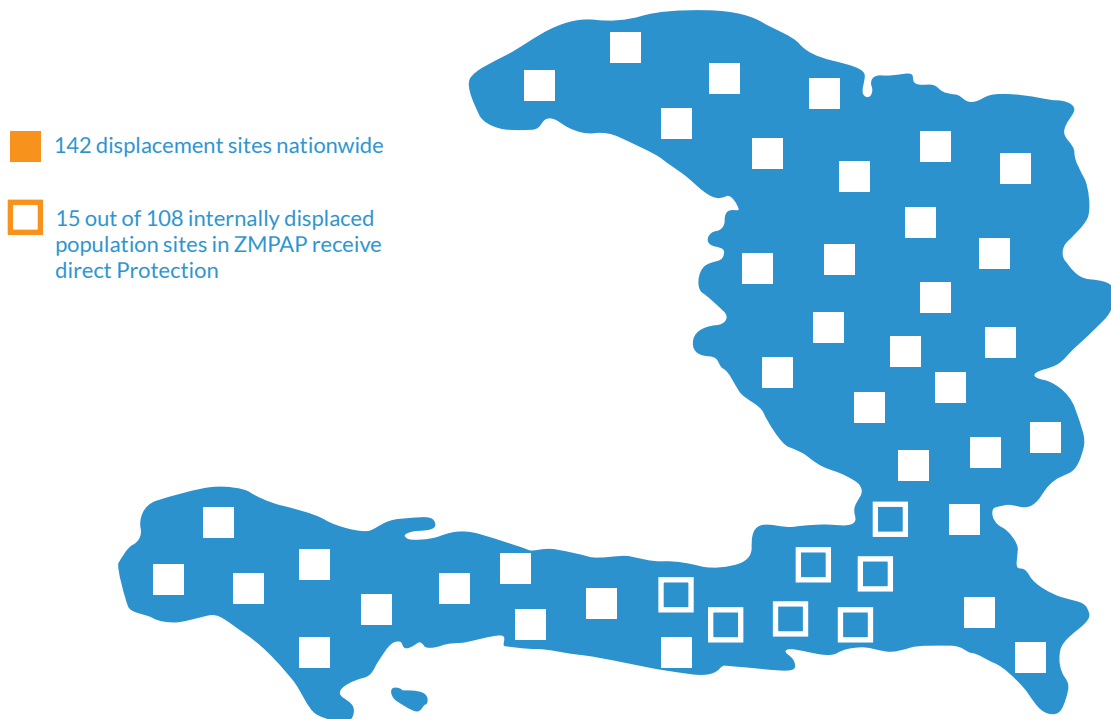 142 displacement sites nationwide
15 out of 108 internally displaced
population sites in ZMPAP receive
direct Protection